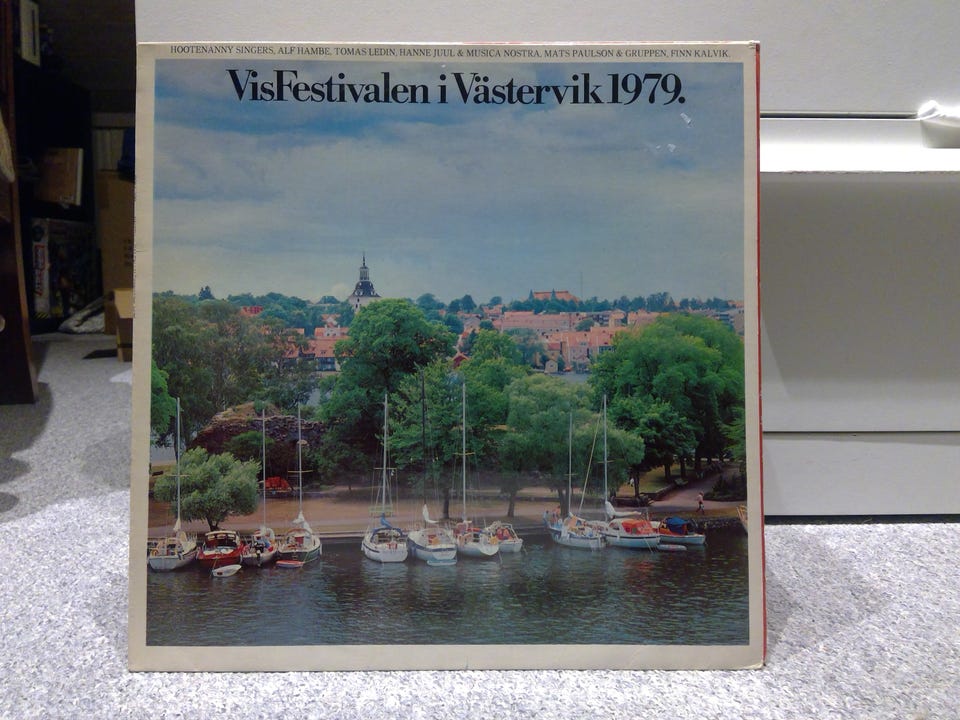 HOOTENANNY SINGERS, ALF HAMBE, TOMAS LEDIN, HANNE JUUL & MUSICA NOSTRA, MATS PAULSON & GRUPPEN, FINN KALVIK.
VisFestivalen i Västervik 1979.